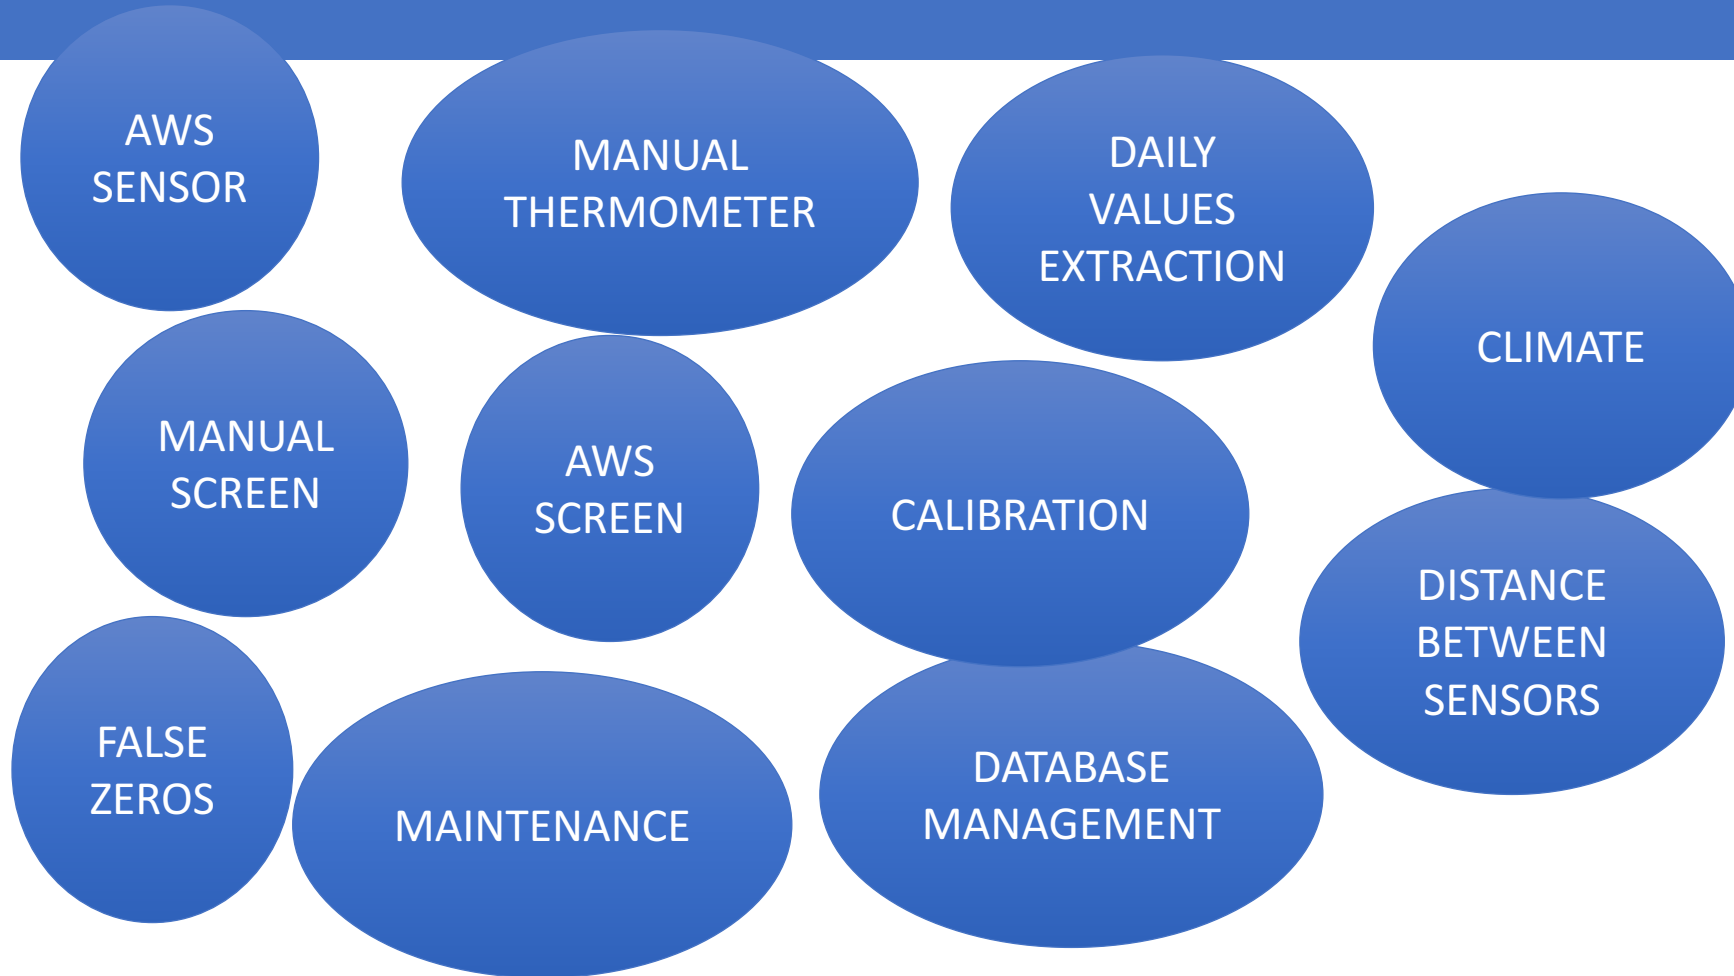 AWS
SENSOR
MANUAL
THERMOMETER
DAILY
VALUES
EXTRACTION
CLIMATE
MANUAL
SCREEN
AWS
SCREEN
CALIBRATION
DISTANCE
BETWEEN
SENSORS
FALSE
ZEROS
MAINTENANCE
DATABASE
MANAGEMENT